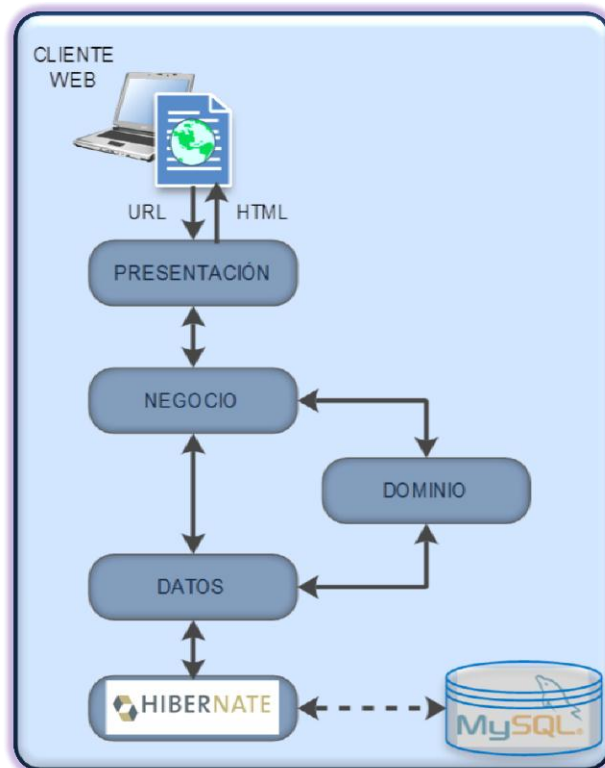 CLIENTE
WEB
URL
HTML
PRESENTACIÓN
NEGOCIO
DOMINIO
DATOS
HIBERNATE
MySQL